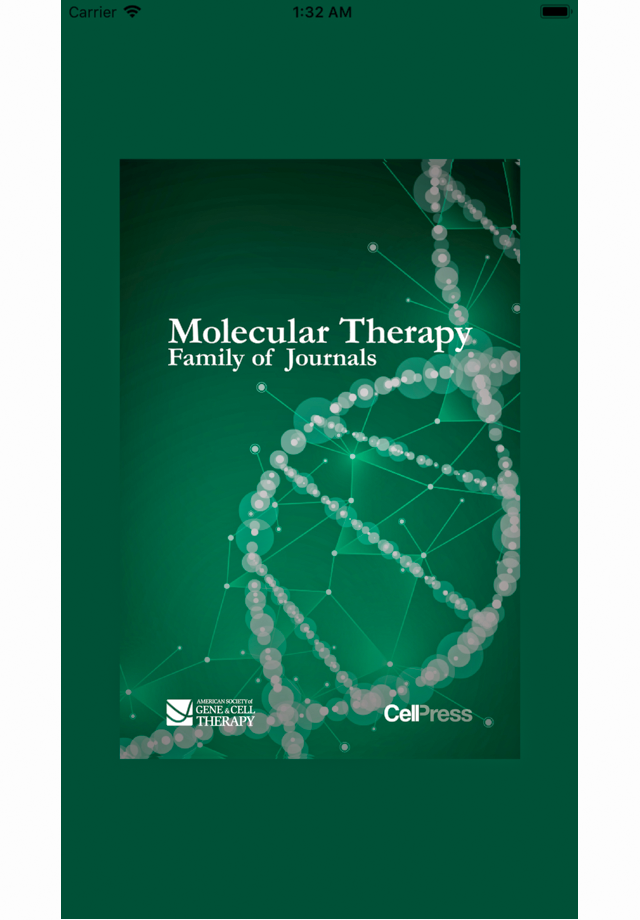 Carrier 1:32 AM
Molecular Therapy
Family of Journals
AMERICAN SOCIETY of
GENE & CELL
THERAPY
CellPress